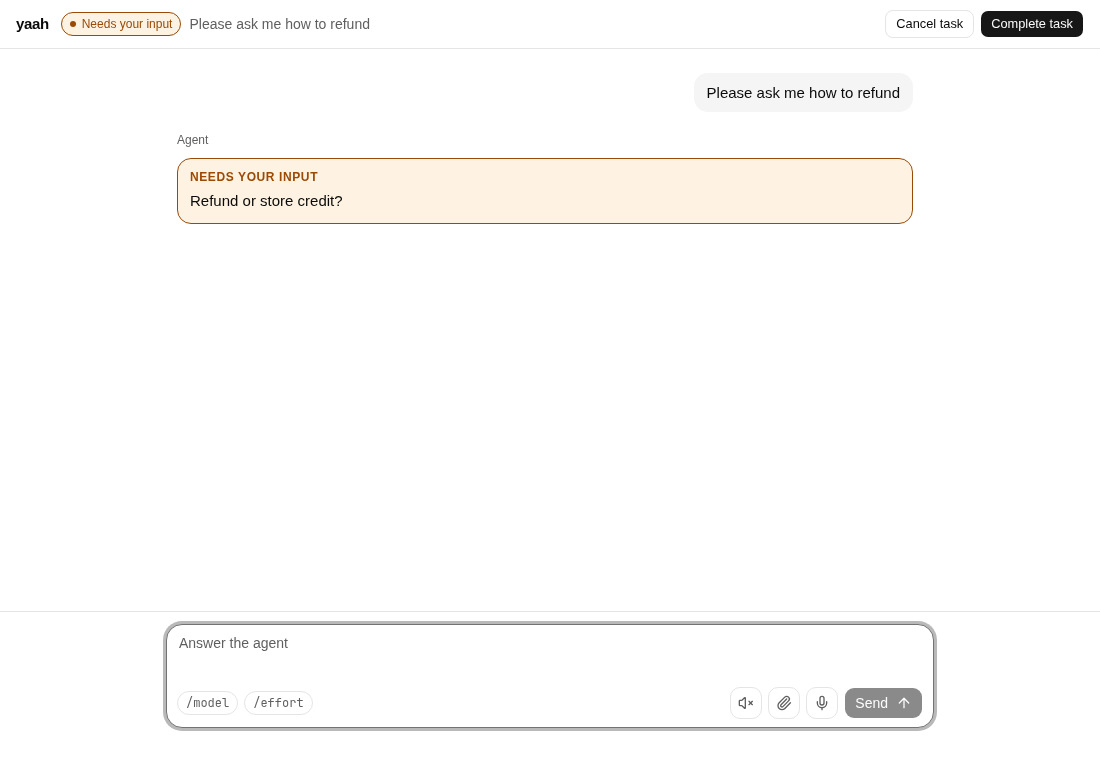 yaah
Needs your input
Please ask me how to refund
Cancel task
Complete task
Please ask me how to refund
Agent
NEEDS YOUR INPUT
Refund or store credit?
Answer the agent
/model
/effort
Send